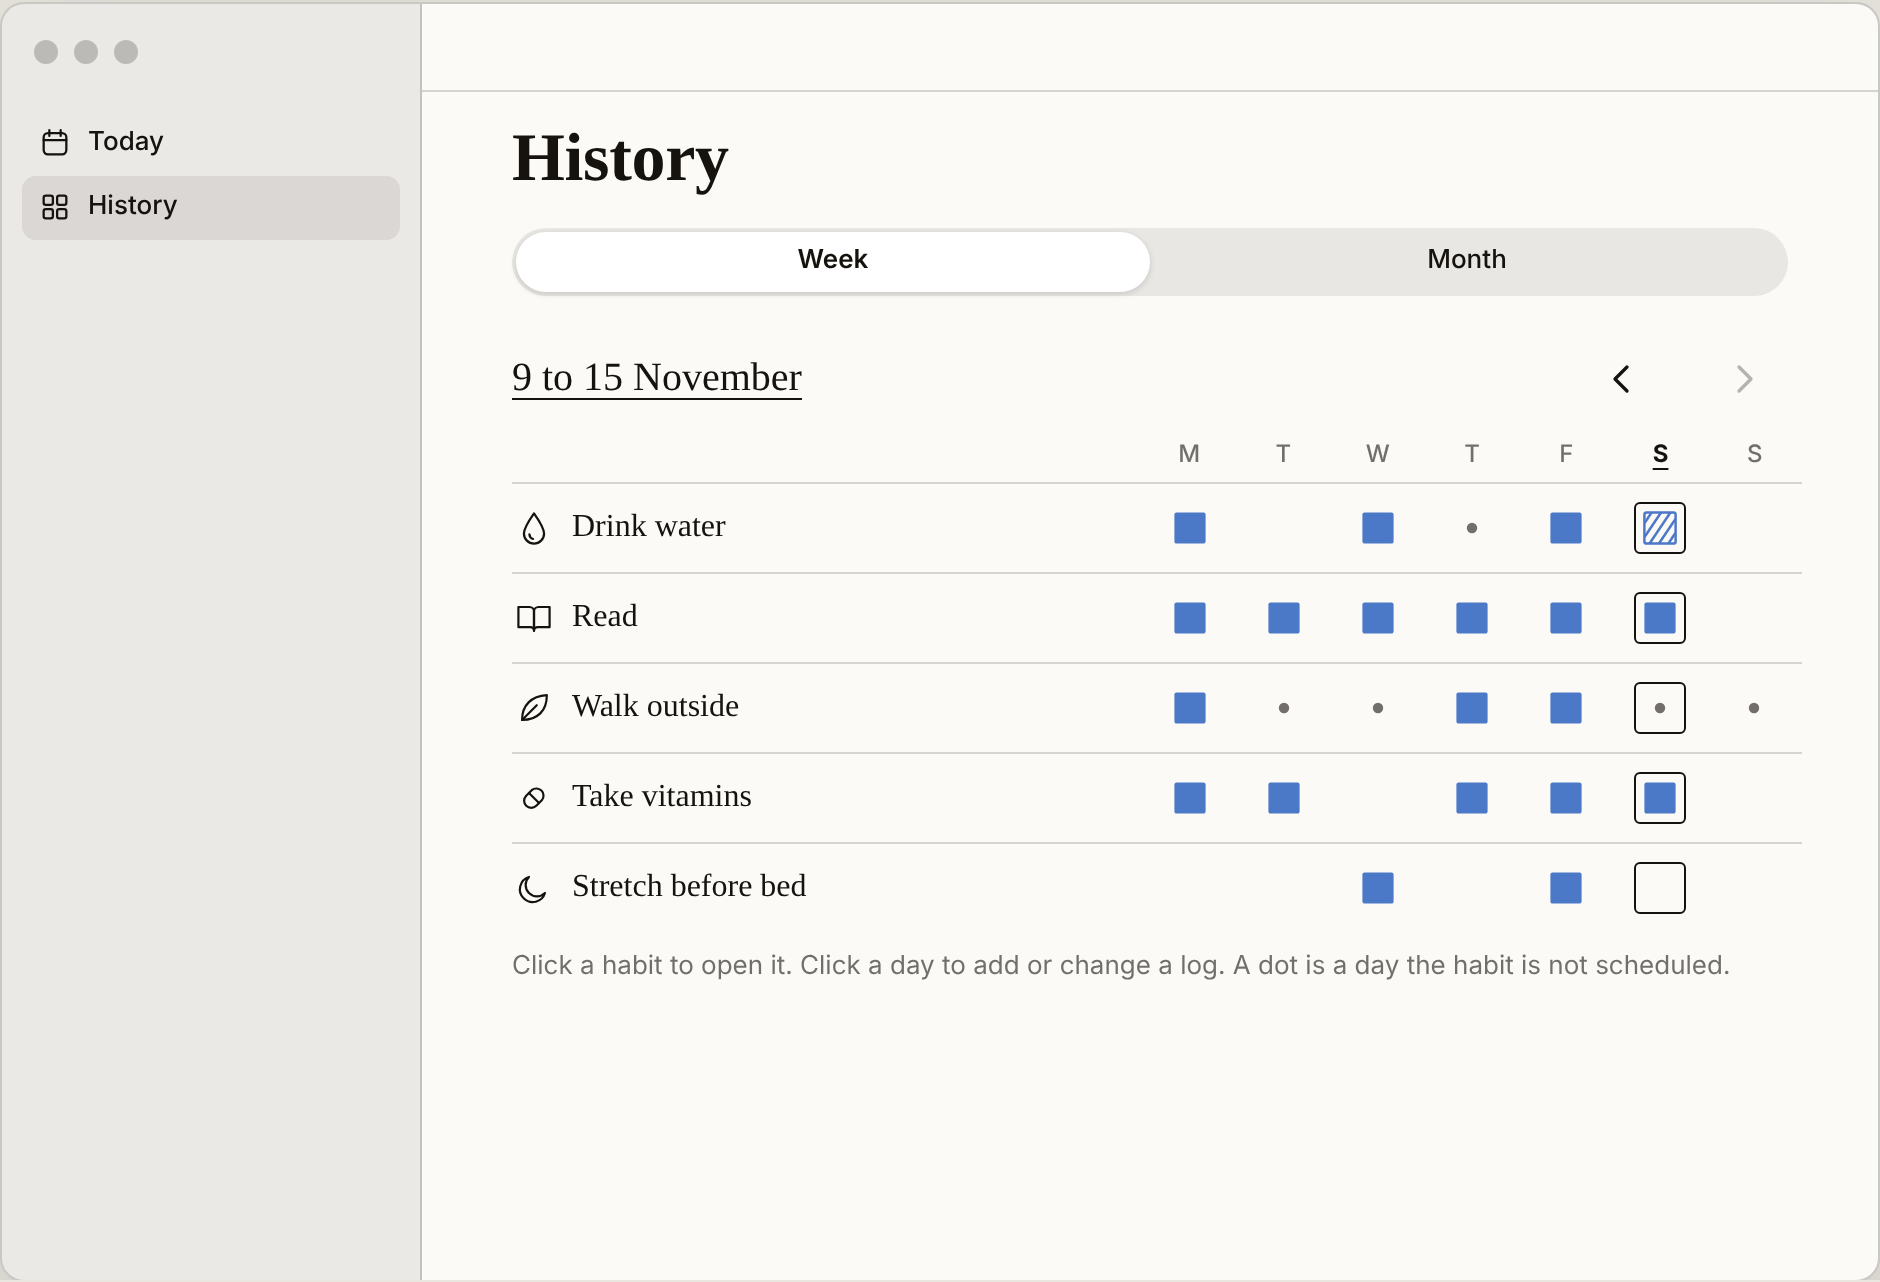 Today
History
History
Week Month
9 to 15 November
M T W T F S S
Drink water
Read
Walk outside
Take vitamins
Stretch before bed
Click a habit to open it. Click a day to add or change a log. A dot is a day the habit is not scheduled.